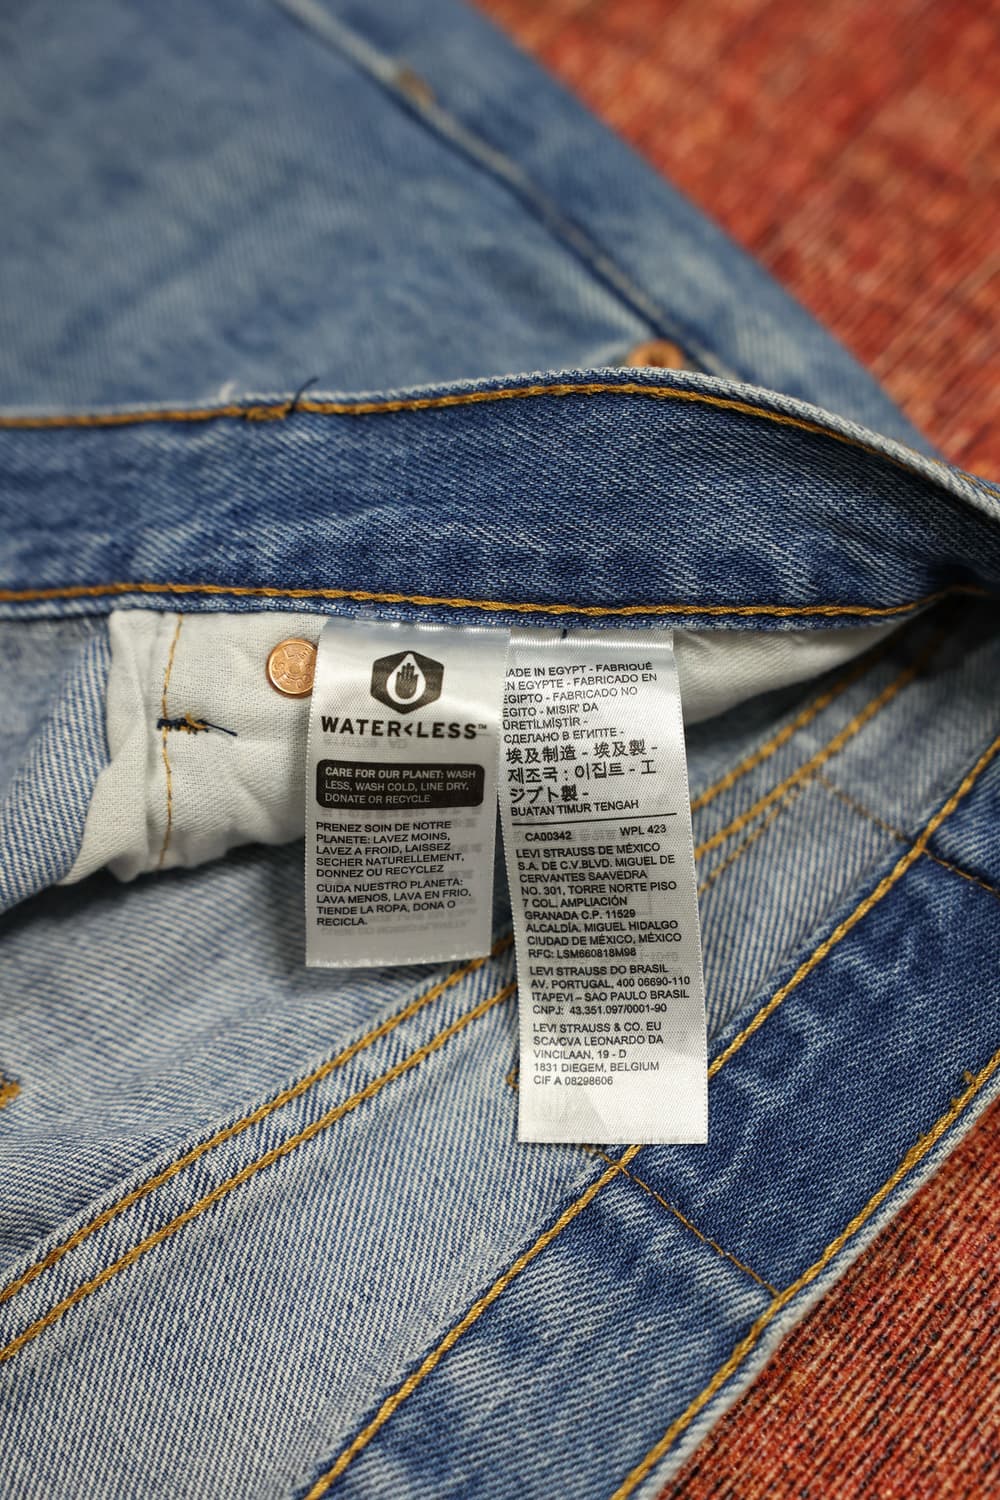 WATER<LESS™
CARE FOR OUR PLANET: WASH
LESS, WASH COLD, LINE DRY,
DONATE OR RECYCLE
PRENEZ SOIN DE NOTRE
PLANETE: LAVEZ MOINS,
LAVEZ A FROID, LAISSEZ
SECHER NATURELLEMENT,
DONNEZ OU RECYCLEZ
CUIDA NUESTRO PLANETA:
LAVA MENOS, LAVA EN FRIO,
TIENDE LA ROPA, DONA O
RECICLA.
ADE IN EGYPT - FABRIQUÉ
EN EGYPTE - FABRICADO EN
EGIPTO - FABRICADO NO
EGITO - MISIR' DA
ÜRETİLMİŞTİR -
СДЕЛАНО В ЕГИПТЕ -
埃及制造 - 埃及製 -
제조국 : 이집트 - エ
ジプト製 -
BUATAN TIMUR TENGAH
CA00342 WPL 423
LEVI STRAUSS DE MÉXICO
S.A. DE C.V.BLVD. MIGUEL DE
CERVANTES SAAVEDRA
NO. 301, TORRE NORTE PISO
7 COL. AMPLIACIÓN
GRANADA C.P. 11529
ALCALDÍA. MIGUEL HIDALGO
CIUDAD DE MÉXICO, MÉXICO
RFC: LSM660818M98
LEVI STRAUSS DO BRASIL
AV. PORTUGAL, 400 06690-110
ITAPEVI – SAO PAULO BRASIL
CNPJ: 43.351.097/0001-90
LEVI STRAUSS & CO. EU
SCA/CVA LEONARDO DA
VINCILAAN, 19 - D
1831 DIEGEM, BELGIUM
CIF A 08298606